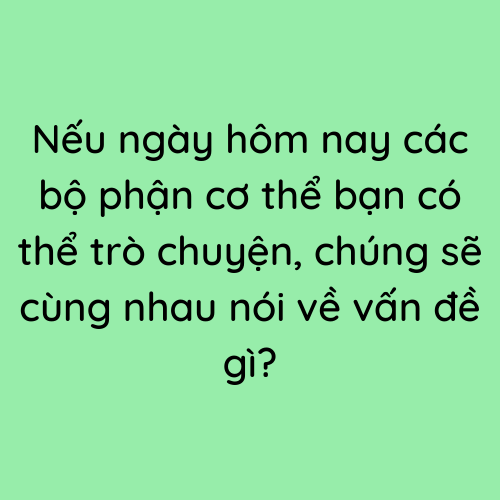 Nếu ngày hôm nay các
bộ phận cơ thể bạn có
thể trò chuyện, chúng sẽ
cùng nhau nói về vấn đề
gì?